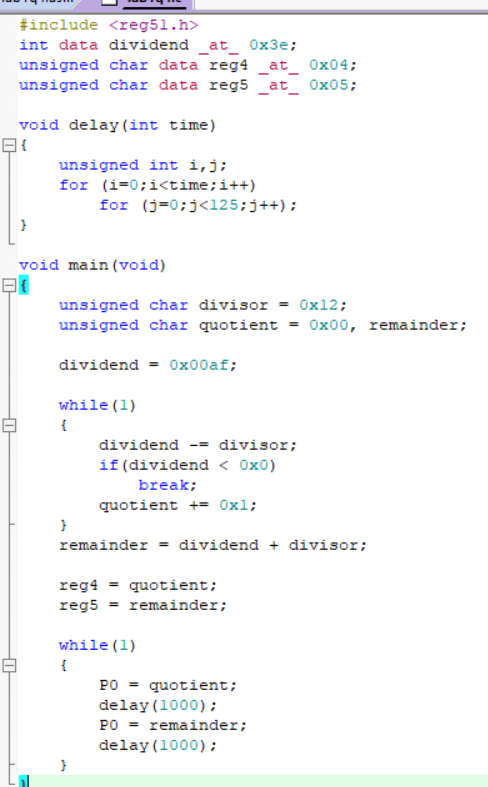 #include <reg51.h>
int data dividend _at_ 0x3e;
unsigned char data reg4 _at_ 0x04;
unsigned char data reg5 _at_ 0x05;

void delay(int time)
{
    unsigned int i,j;
    for (i=0;i<time;i++)
        for (j=0;j<125;j++);
}

void main(void)
{
    unsigned char divisor = 0x12;
    unsigned char quotient = 0x00, remainder;

    dividend = 0x00af;

    while(1)
    {
        dividend -= divisor;
        if(dividend < 0x0)
            break;
        quotient += 0x1;
    }
    remainder = dividend + divisor;

    reg4 = quotient;
    reg5 = remainder;

    while(1)
    {
        P0 = quotient;
        delay(1000);
        P0 = remainder;
        delay(1000);
    }
}